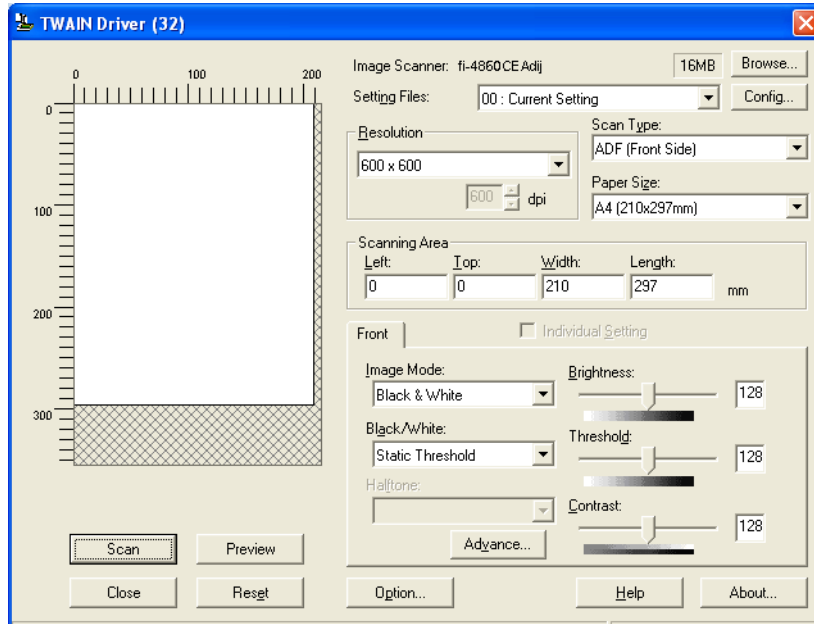 TWAIN Driver (32)
0 100 200
0
100
200
300
Image Scanner: fi-4860CEAdij 16MB Browse...
Setting Files: 00 : Current Setting Config...
Resolution
600 x 600
600 dpi
Scan Type:
ADF (Front Side)
Paper Size:
A4 (210x297mm)
Scanning Area
Left: Top: Width: Length:
0 0 210 297 mm
Front Individual Setting
Image Mode:
Black & White
Black/White:
Static Threshold
Halftone:
Advance...
Brightness:
128
Threshold:
128
Contrast:
128
Scan Preview
Close Reset Option... Help About...